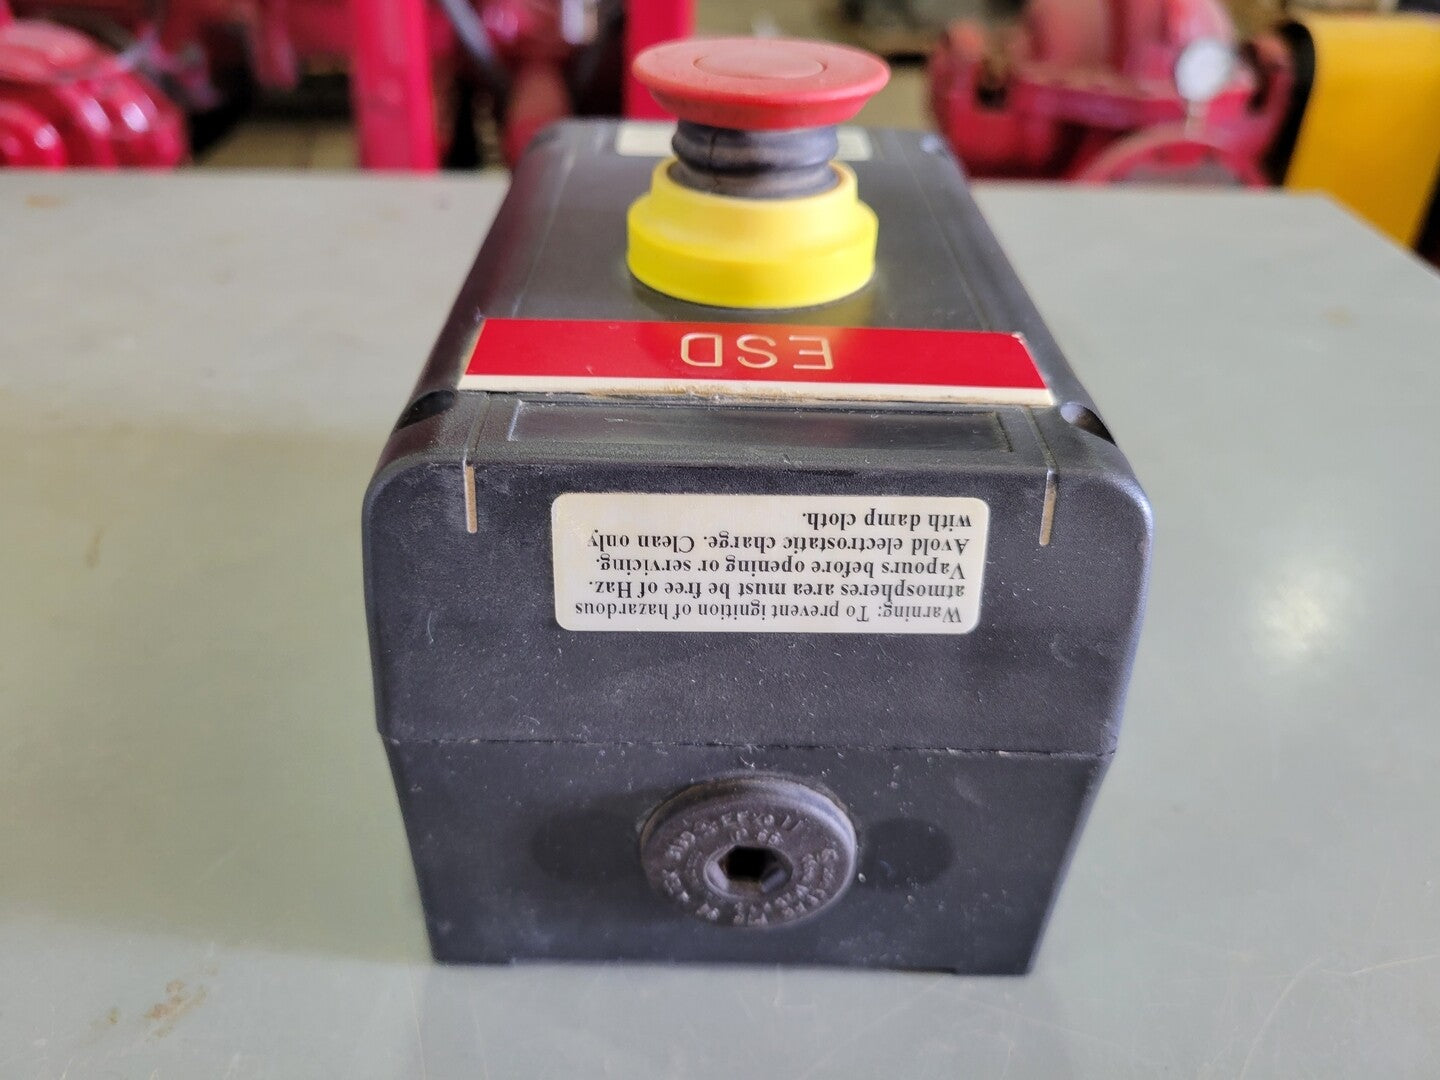 ESD
Warning: To prevent ignition of hazardous
atmospheres area must be free of Haz.
Vapours before opening or servicing.
Avoid electrostatic charge. Clean only
with damp cloth.